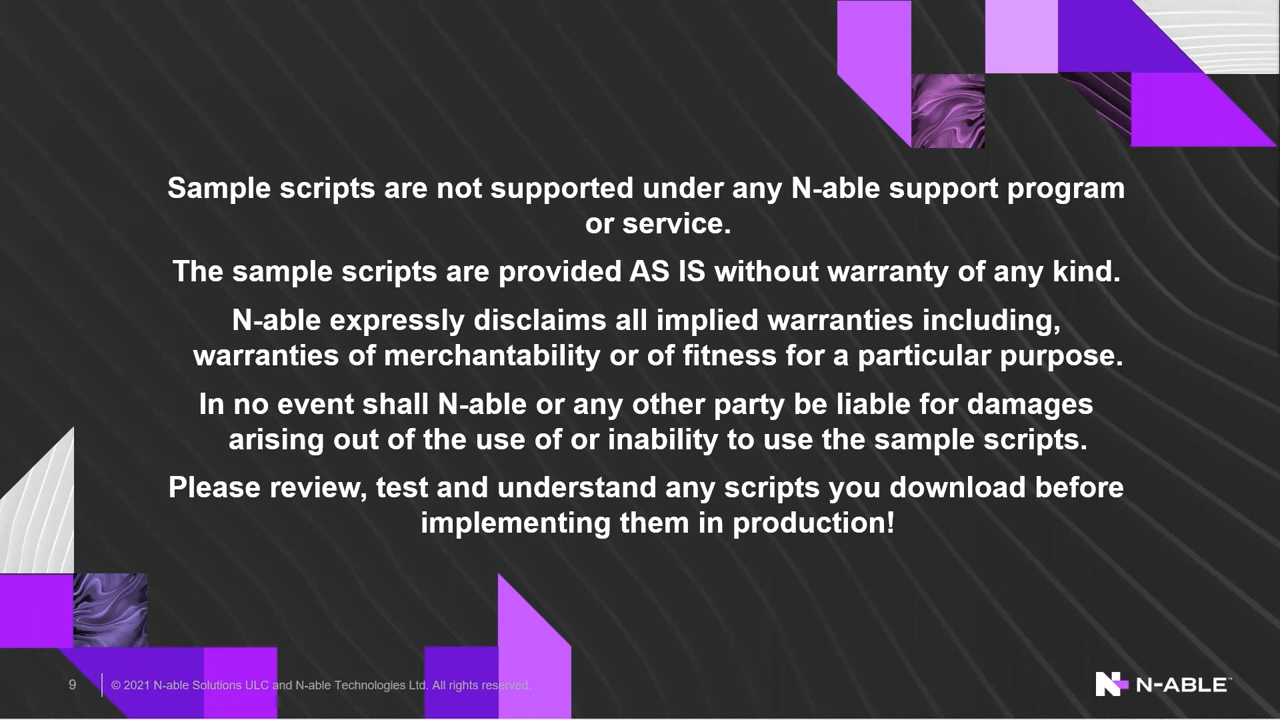 Sample scripts are not supported under any N-able support program
or service.
The sample scripts are provided AS IS without warranty of any kind.
N-able expressly disclaims all implied warranties including,
warranties of merchantability or of fitness for a particular purpose.
In no event shall N-able or any other party be liable for damages
arising out of the use of or inability to use the sample scripts.
Please review, test and understand any scripts you download before
implementing them in production!
9
© 2021 N-able Solutions ULC and N-able Technologies Ltd. All rights reserved.
N-ABLE™